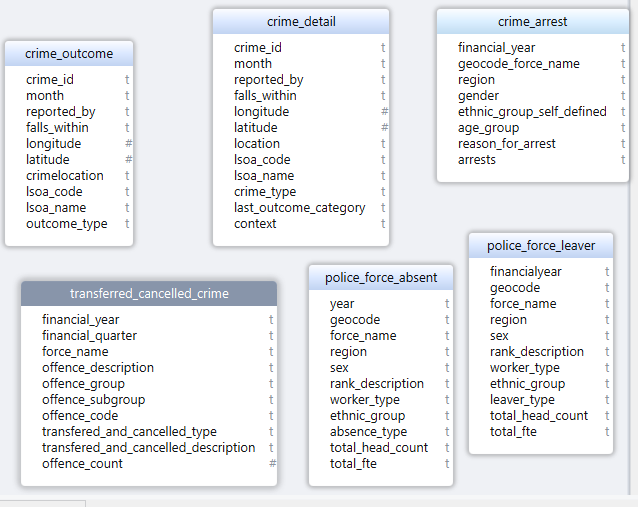 crime_outcome
crime_id t
month t
reported_by t
falls_within t
longitude #
latitude #
crimelocation t
lsoa_code t
lsoa_name t
outcome_type t
crime_detail
crime_id t
month t
reported_by t
falls_within t
longitude #
latitude #
location t
lsoa_code t
lsoa_name t
crime_type t
last_outcome_category t
context t
crime_arrest
financial_year t
geocode_force_name t
region t
gender t
ethnic_group_self_defined t
age_group t
reason_for_arrest t
arrests t
transferred_cancelled_crime
financial_year t
financial_quarter t
force_name t
offence_description t
offence_group t
offence_subgroup t
offence_code t
transfered_and_cancelled_type t
transfered_and_cancelled_description t
offence_count #
police_force_absent
year t
geocode t
force_name t
region t
sex t
rank_description t
worker_type t
ethnic_group t
absence_type t
total_head_count t
total_fte t
police_force_leaver
financialyear t
geocode t
force_name t
region t
sex t
rank_description t
worker_type t
ethnic_group t
leaver_type t
total_head_count t
total_fte t